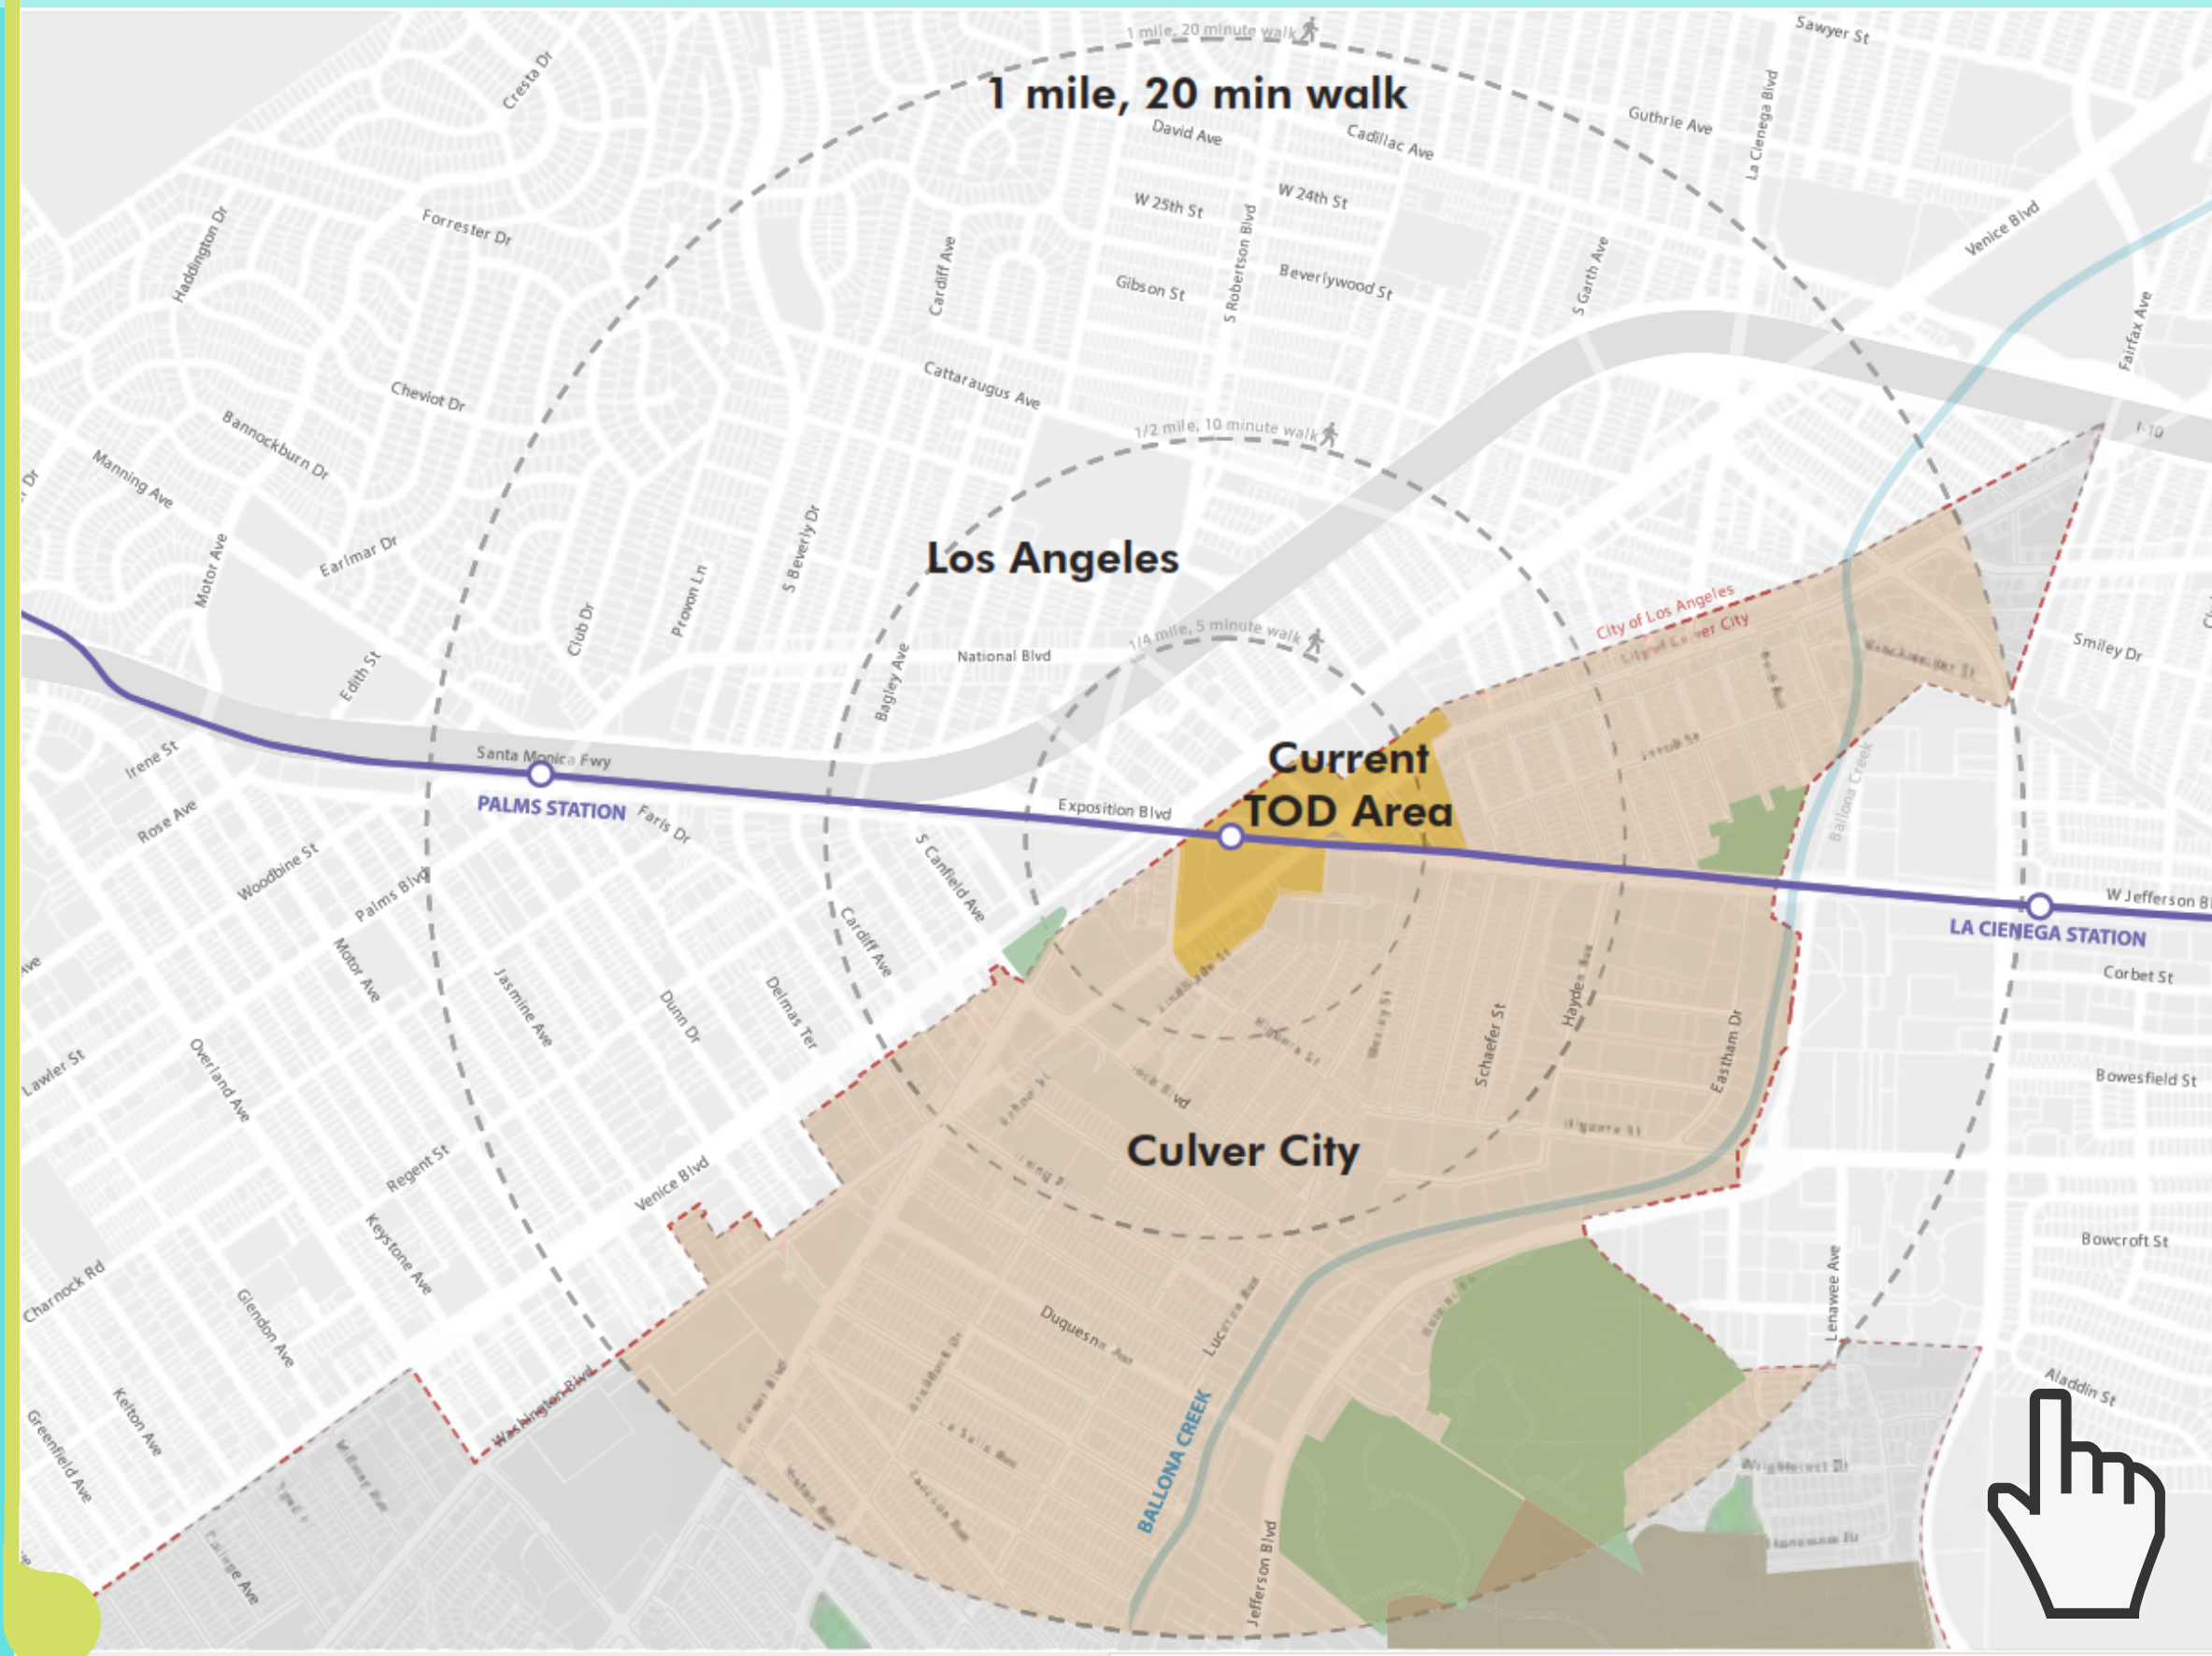 1 mile, 20 minute walk
Sawyer St
Cresta Dr
1 mile, 20 min walk
La Cienega Blvd
Guthrie Ave
David Ave
Cadillac Ave
W 25th St
W 24th St
Haddington Dr
Forrester Dr
Cardiff Ave
S Robertson Blvd
Beverlywood St
Gibson St
S Garth Ave
Venice Blvd
Fairfax Ave
Cattaraugus Ave
Cheviot Dr
Bannockburn Dr
1/2 mile, 10 minute walk
I-10
Manning Ave
Dr
Motor Ave
Earlmar Dr
S Beverly Dr
Los Angeles
Provon Ln
Club Dr
City of Los Angeles
City of Culver City
1/4 mile, 5 minute walk
National Blvd
Edith St
Bagley Ave
Smiley Dr
Irene St
Santa Monica Fwy
Current
TOD Area
PALMS STATION
Exposition Blvd
Rose Ave
Faris Dr
Ballona Creek
Woodbine St
Palms Blvd
S Canfield Ave
W Jefferson Bl
LA CIENEGA STATION
Cardiff Ave
Motor Ave
Jasmine Ave
Dunn Dr
Delmas Ter
Hayden Ave
Corbet St
Schaefer St
Eastham Dr
Higuera St
Lawler St
Overland Ave
Bowesfield St
Culver City
Regent St
Venice Blvd
Keystone Ave
Bowcroft St
Charnock Rd
Glendon Ave
Duquesne Ave
Lenawee Ave
Washington Blvd
Kelton Ave
Greenfield Ave
Aladdin St
BALLONA CREEK
Jefferson Blvd